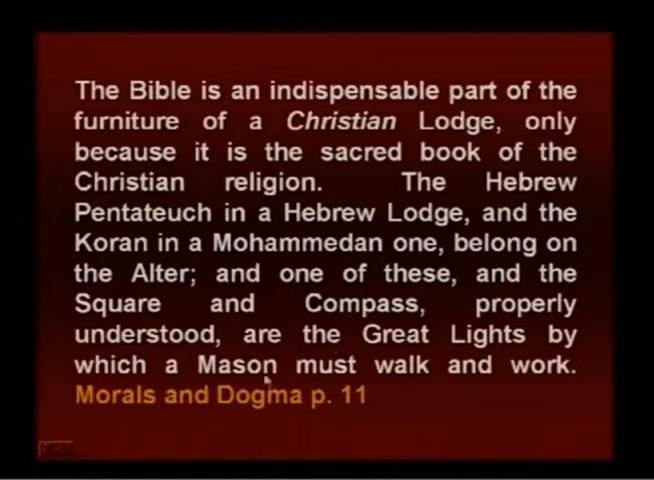 The Bible is an indispensable part of the
furniture of a Christian Lodge, only
because it is the sacred book of the
Christian religion. The Hebrew
Pentateuch in a Hebrew Lodge, and the
Koran in a Mohammedan one, belong on
the Alter; and one of these, and the
Square and Compass, properly
understood, are the Great Lights by
which a Mason must walk and work.
Morals and Dogma p. 11